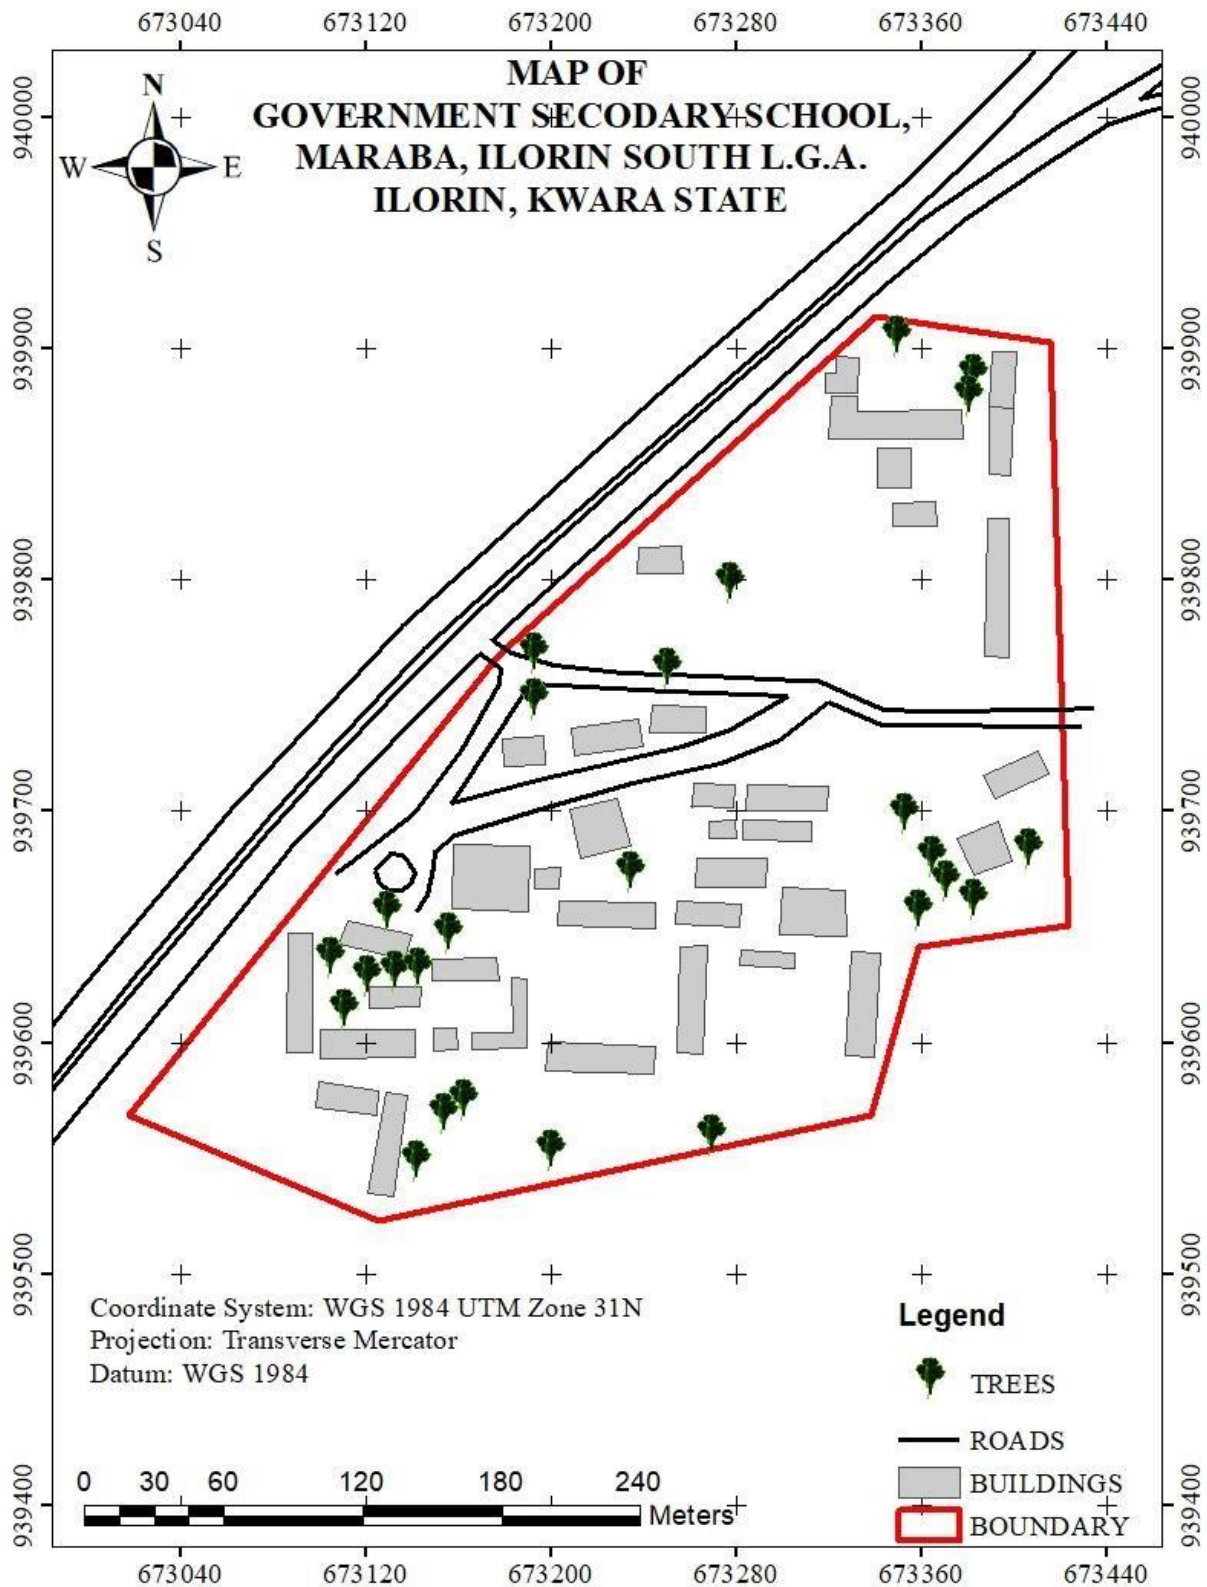 673040 673120 673200 673280 673360 673440
MAP OF
GOVERNMENT SECODARY SCHOOL,
MARABA, ILORIN SOUTH L.G.A.
ILORIN, KWARA STATE
N
W E
S
940000 940000
939900 939900
939800 939800
939700 939700
939600 939600
939500 939500
939400 939400
Coordinate System: WGS 1984 UTM Zone 31N
Projection: Transverse Mercator
Datum: WGS 1984
Legend
TREES
ROADS
BUILDINGS
BOUNDARY
0 30 60 120 180 240
Meters
673040 673120 673200 673280 673360 673440